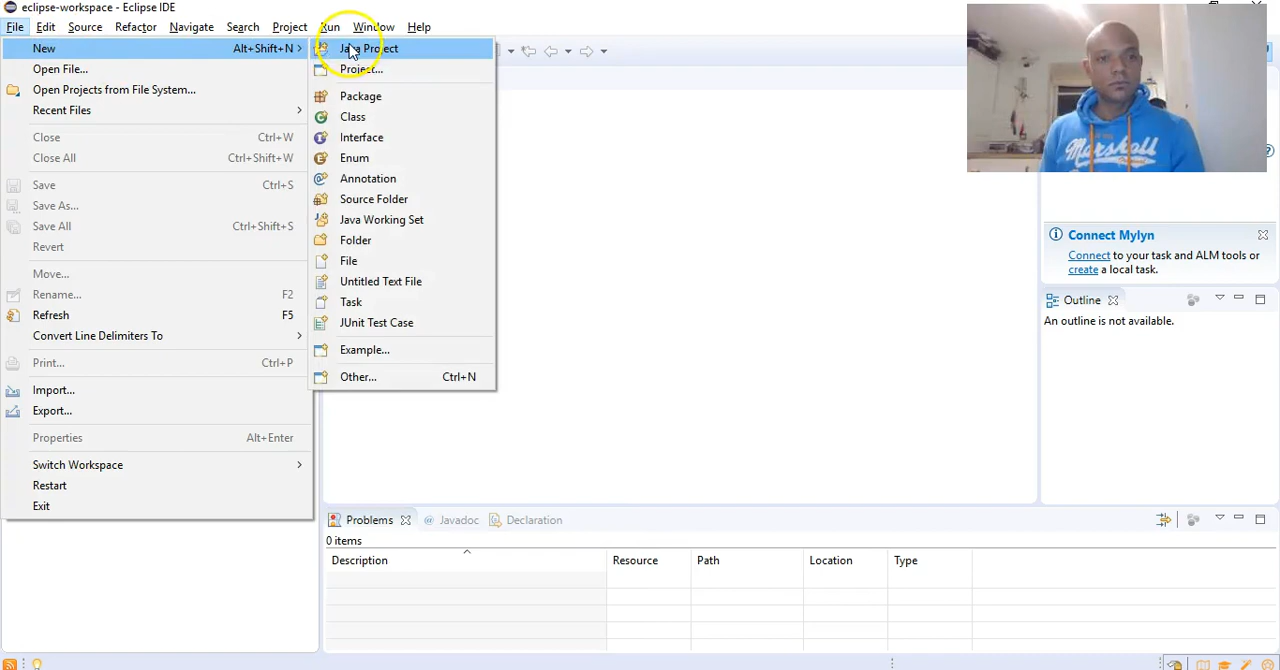 eclipse-workspace - Eclipse IDE
File Edit Source Refactor Navigate Search Project Run Window Help
New Alt+Shift+N >
Open File...
Open Projects from File System...
Recent Files >
Close Ctrl+W
Close All Ctrl+Shift+W
Save Ctrl+S
Save As...
Save All Ctrl+Shift+S
Revert
Move...
Rename... F2
Refresh F5
Convert Line Delimiters To >
Print... Ctrl+P
Import...
Export...
Properties Alt+Enter
Switch Workspace >
Restart
Exit
Java Project
Project...
Package
Class
Interface
Enum
Annotation
Source Folder
Java Working Set
Folder
File
Untitled Text File
Task
JUnit Test Case
Example...
Other... Ctrl+N
Marshall
Connect Mylyn
Connect to your task and ALM tools or
create a local task.
Outline
An outline is not available.
Problems @ Javadoc Declaration
0 items
Description Resource Path Location Type